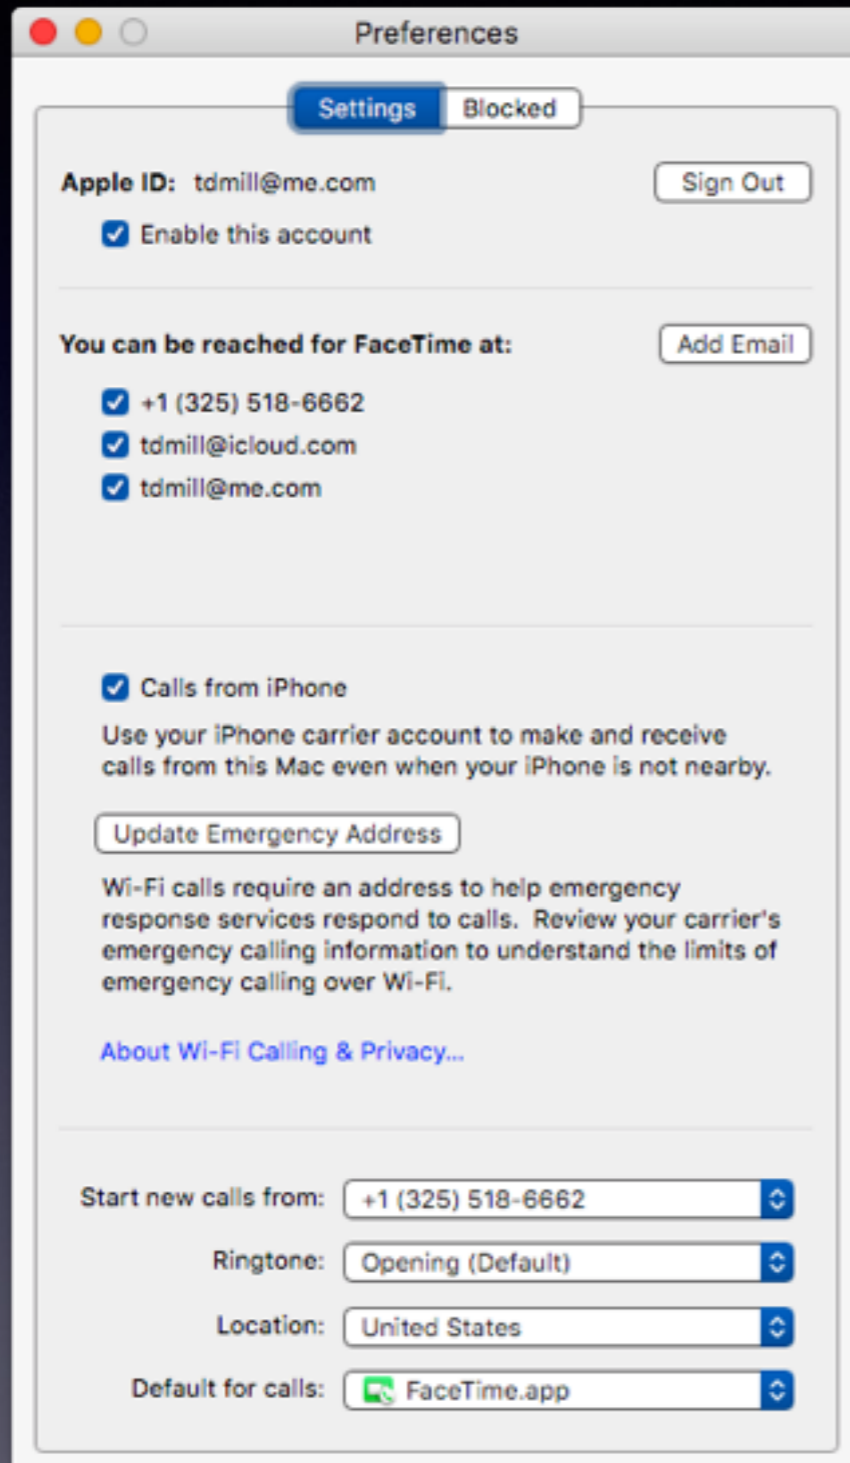 Preferences
Settings Blocked
Apple ID: tdmill@me.com Sign Out
Enable this account
You can be reached for FaceTime at: Add Email
+1 (325) 518-6662
tdmill@icloud.com
tdmill@me.com
Calls from iPhone
Use your iPhone carrier account to make and receive
calls from this Mac even when your iPhone is not nearby.
Update Emergency Address
Wi-Fi calls require an address to help emergency
response services respond to calls.  Review your carrier's
emergency calling information to understand the limits of
emergency calling over Wi-Fi.
About Wi-Fi Calling & Privacy...
Start new calls from: +1 (325) 518-6662
Ringtone: Opening (Default)
Location: United States
Default for calls: FaceTime.app